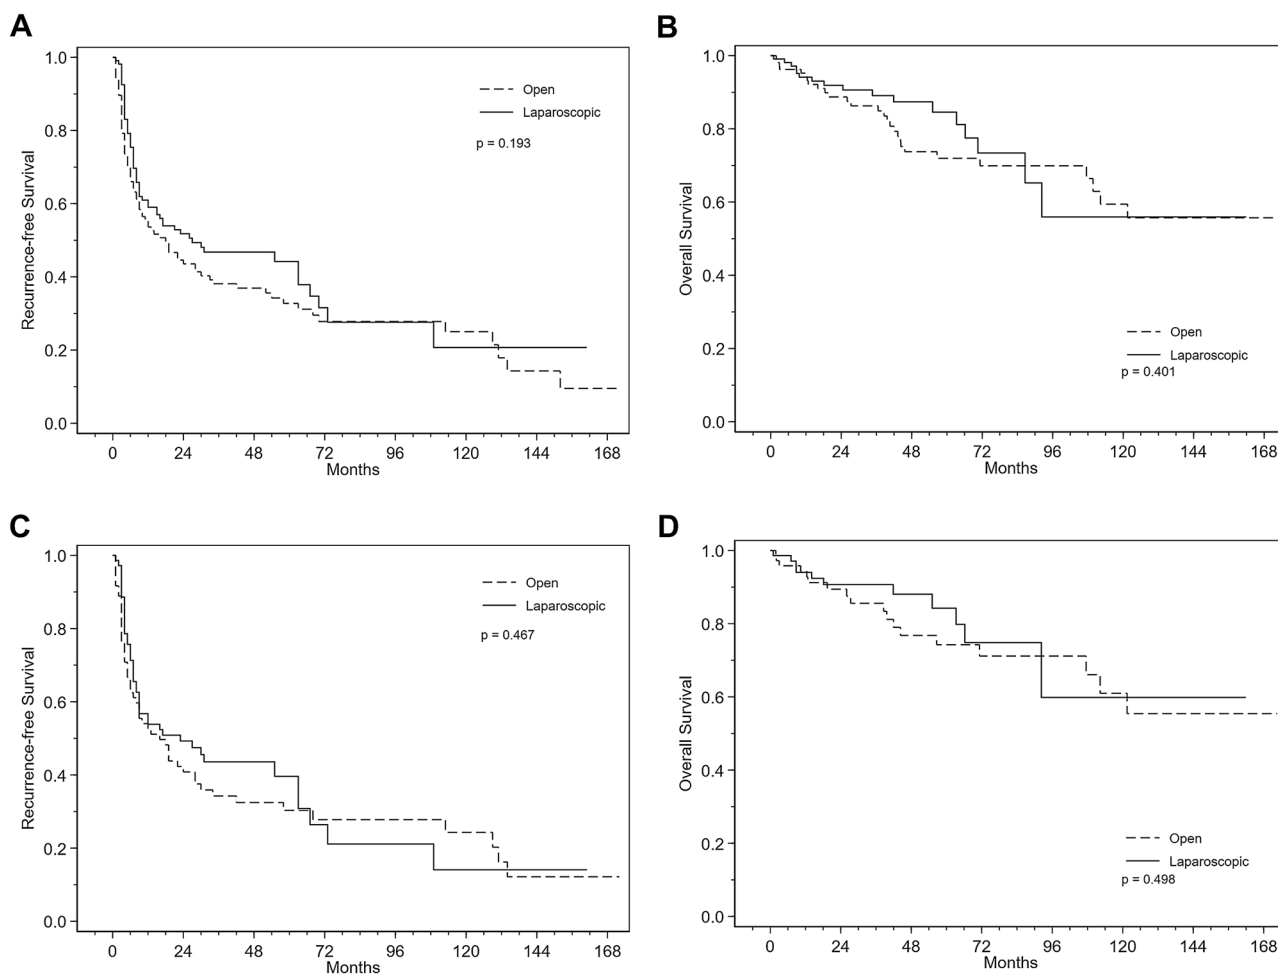 A
Recurrence-free Survival
1.0
0.8
0.6
0.4
0.2
0.0
Open
Laparoscopic
p = 0.193
0 24 48 72 96 120 144 168
Months
B
Overall Survival
1.0
0.8
0.6
0.4
0.2
0.0
Open
Laparoscopic
p = 0.401
0 24 48 72 96 120 144 168
Months
C
Recurrence-free Survival
1.0
0.8
0.6
0.4
0.2
0.0
Open
Laparoscopic
p = 0.467
0 24 48 72 96 120 144 168
Months
D
Overall Survival
1.0
0.8
0.6
0.4
0.2
0.0
Open
Laparoscopic
p = 0.498
0 24 48 72 96 120 144 168
Months